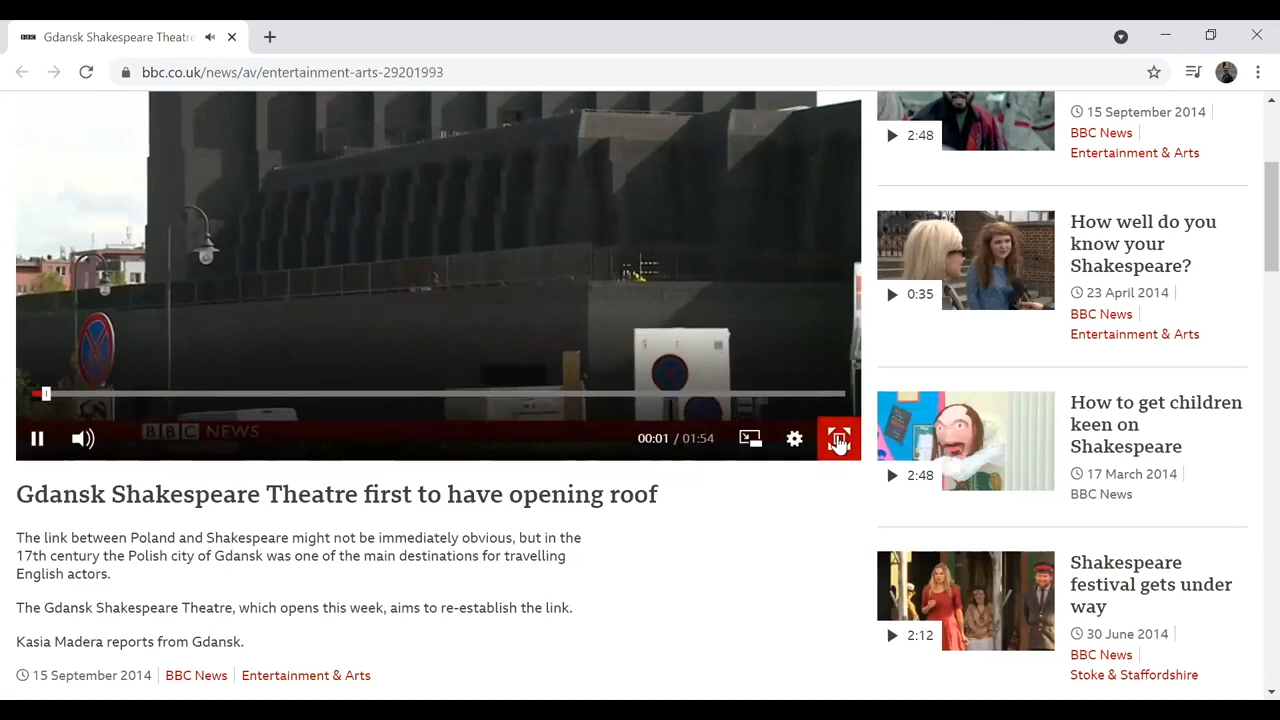 Gdansk Shakespeare Theatre
bbc.co.uk/news/av/entertainment-arts-29201993
BBC NEWS
00:01 / 01:54
Gdansk Shakespeare Theatre first to have opening roof
The link between Poland and Shakespeare might not be immediately obvious, but in the
17th century the Polish city of Gdansk was one of the main destinations for travelling
English actors.
The Gdansk Shakespeare Theatre, which opens this week, aims to re-establish the link.
Kasia Madera reports from Gdansk.
15 September 2014
BBC News
Entertainment & Arts
2:48
15 September 2014
BBC News
Entertainment & Arts
0:35
How well do you
know your
Shakespeare?
23 April 2014
BBC News
Entertainment & Arts
2:48
How to get children
keen on
Shakespeare
17 March 2014
BBC News
2:12
Shakespeare
festival gets under
way
30 June 2014
BBC News
Stoke & Staffordshire